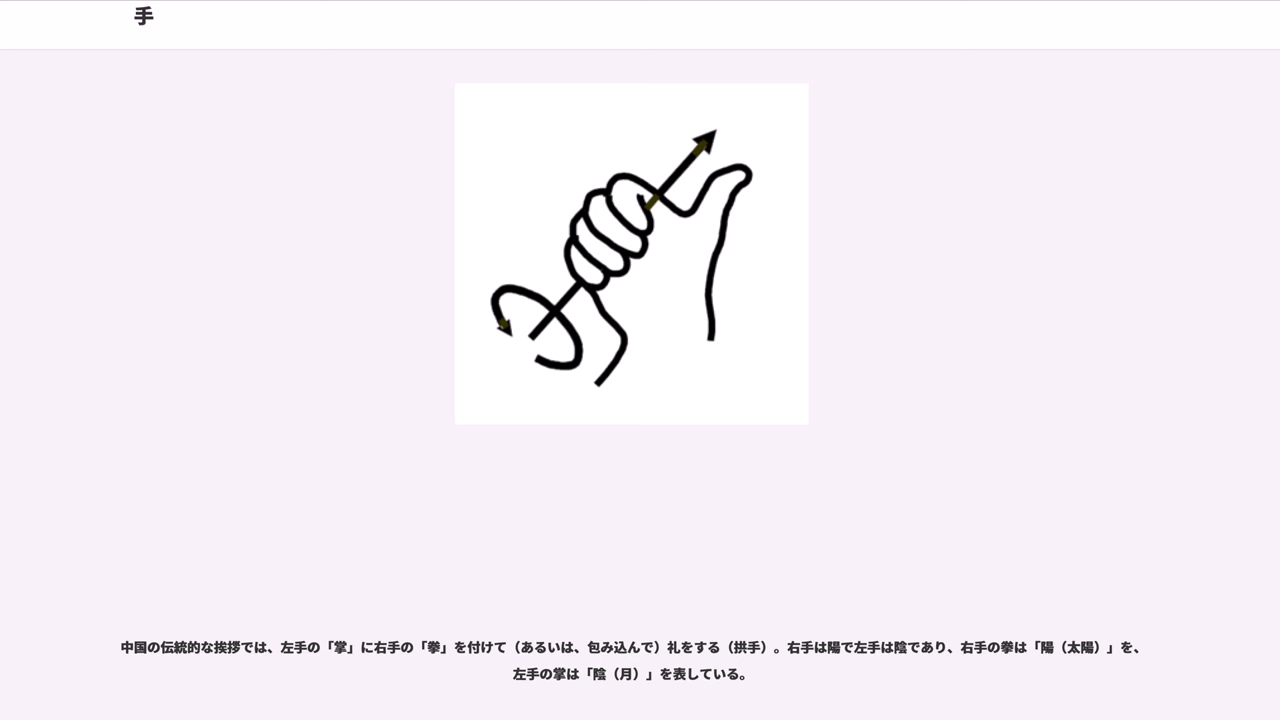 手
中国の伝統的な挨拶では、左手の「掌」に右手の「拳」を付けて（あるいは、包み込んで）礼をする（拱手）。右手は陽で左手は陰であり、右手の拳は「陽（太陽）」を、
左手の掌は「陰（月）」を表している。